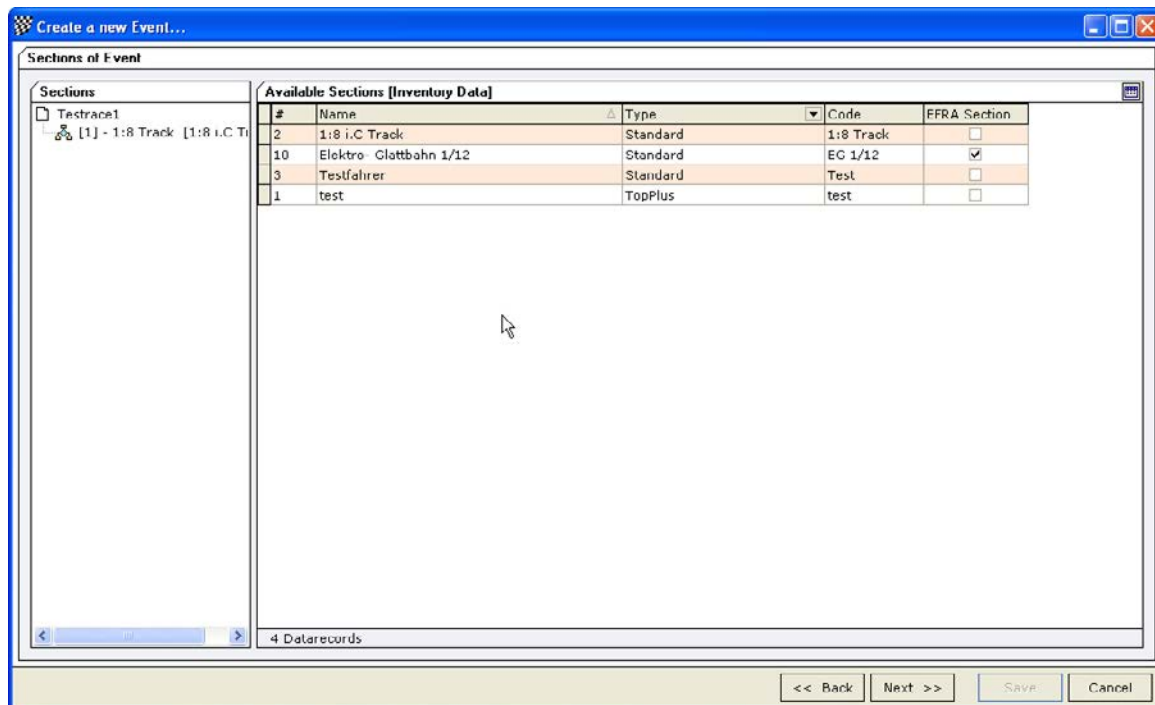 Create a new Event...
Sections of Event
Sections
Testrace1
[1] - 1:8 Track [1:8 i.C Tr
Available Sections [Inventory Data]
# Name Type Code EFRA Section
2 1:8 i.C Track Standard 1:8 Track
10 Elektro- Glattbahn 1/12 Standard EG 1/12
3 Testfahrer Standard Test
1 test TopPlus test
4 Datarecords
<< Back Next >> Save Cancel